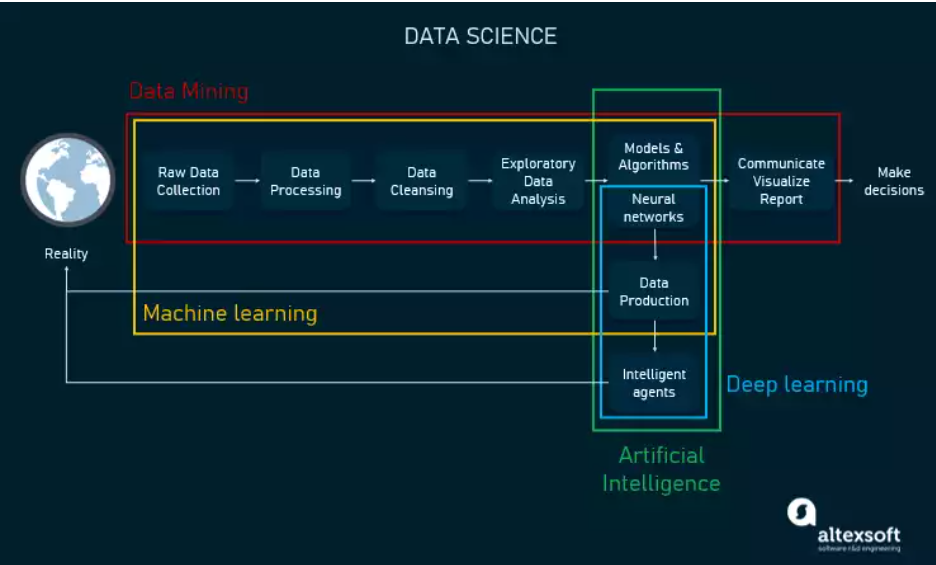 DATA SCIENCE
Data Mining
Raw Data
Collection
Data
Processing
Data
Cleansing
Exploratory
Data
Analysis
Models &
Algorithms
Neural
networks
Communicate
Visualize
Report
Make
decisions
Reality
Data
Production
Machine learning
Intelligent
agents
Deep learning
Artificial
Intelligence
altexsoft
software r&d engineering